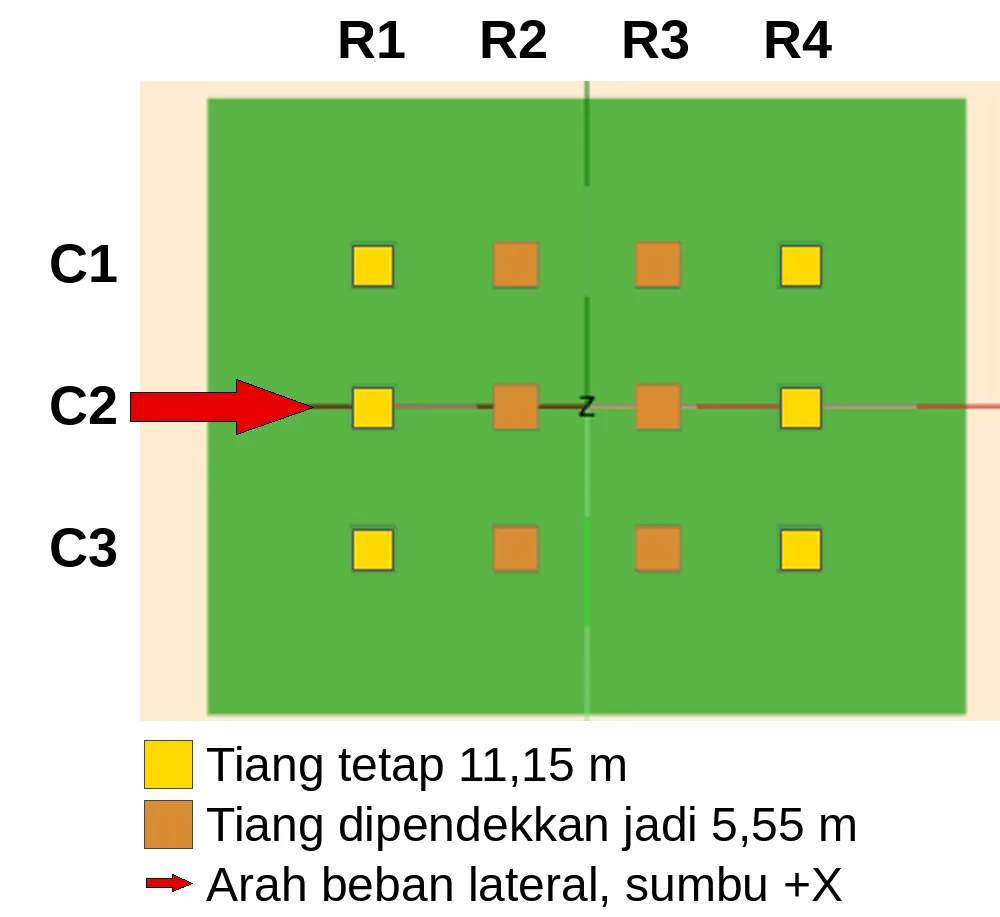 R1 R2 R3 R4
C1
C2
Z
C3
Tiang tetap 11,15 m
Tiang dipendekkan jadi 5,55 m
Arah beban lateral, sumbu +X